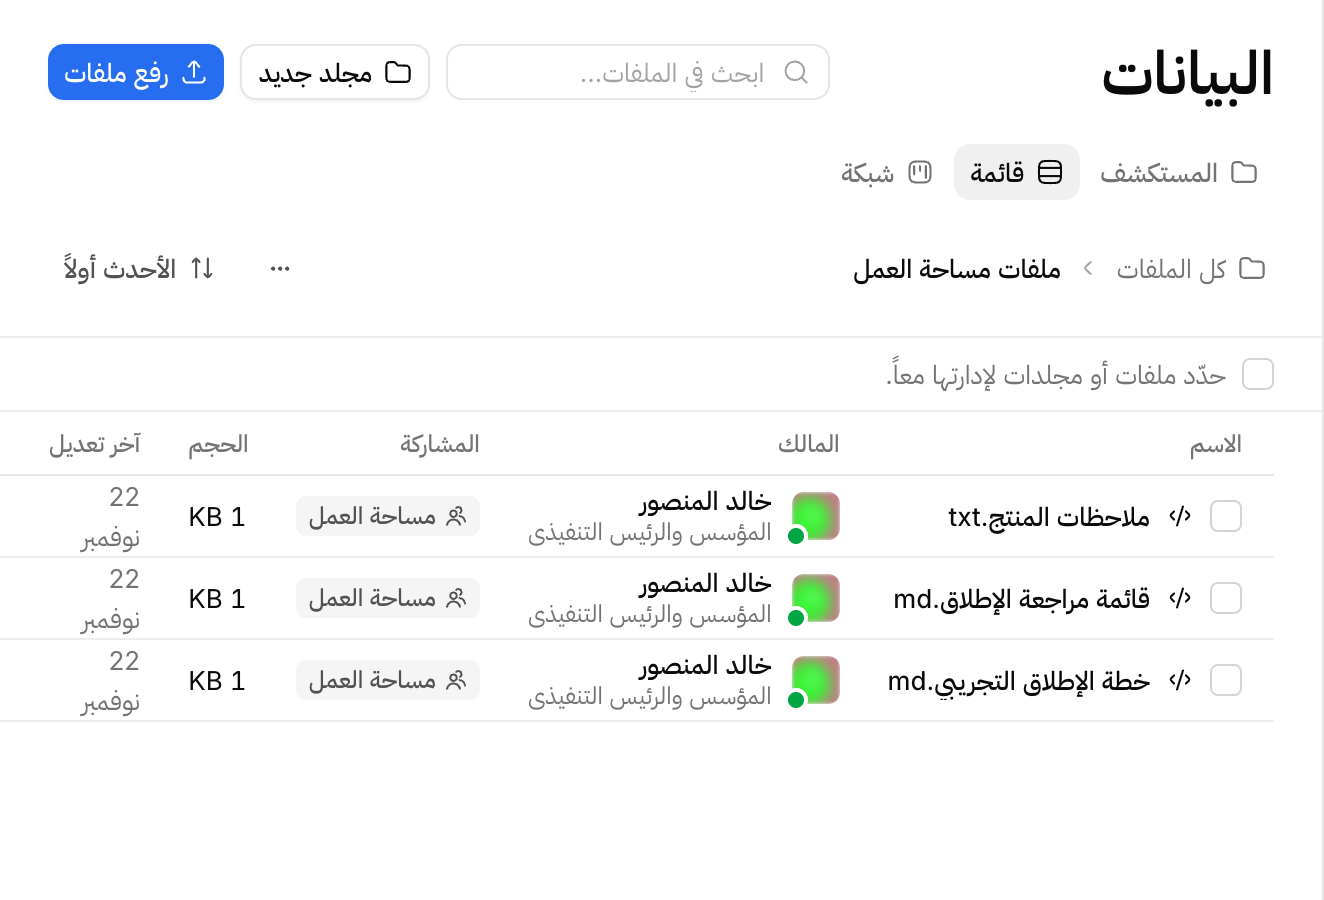 البيانات
ابحث في الملفات...
مجلد جديد
رفع ملفات
المستكشف
قائمة
شبكة
كل الملفات
ملفات مساحة العمل
الأحدث أولاً
حدّد ملفات أو مجلدات لإدارتها معاً.
الاسم
المالك
المشاركة
الحجم
آخر تعديل
ملاحظات المنتج.txt
خالد المنصور
المؤسس والرئيس التنفيذي
مساحة العمل
1 KB
22
نوفمبر
قائمة مراجعة الإطلاق.md
خالد المنصور
المؤسس والرئيس التنفيذي
مساحة العمل
1 KB
22
نوفمبر
خطة الإطلاق التجريبي.md
خالد المنصور
المؤسس والرئيس التنفيذي
مساحة العمل
1 KB
22
نوفمبر